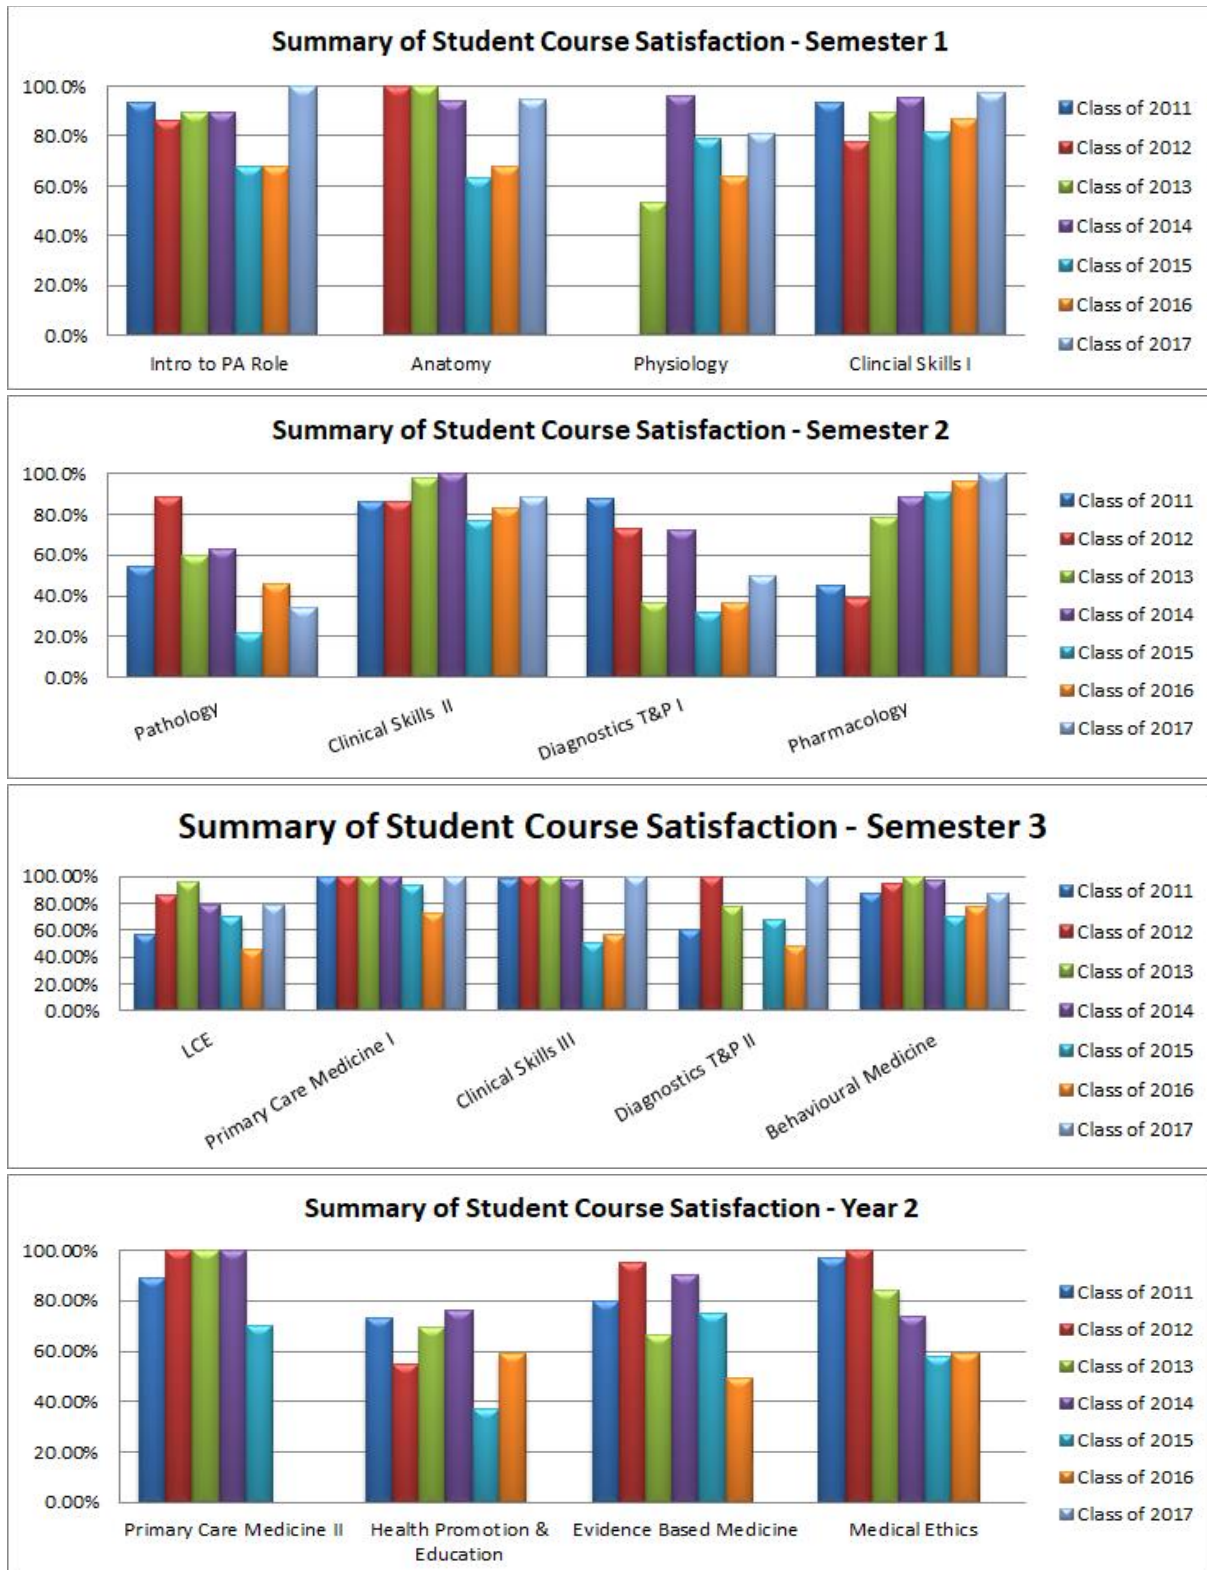 Summary of Student Course Satisfaction - Semester 1
100.0%
80.0%
60.0%
40.0%
20.0%
0.0%
Intro to PA Role
Anatomy
Physiology
Clincial Skills I
Class of 2011
Class of 2012
Class of 2013
Class of 2014
Class of 2015
Class of 2016
Class of 2017
Summary of Student Course Satisfaction - Semester 2
100.0%
80.0%
60.0%
40.0%
20.0%
0.0%
Pathology
Clinical Skills II
Diagnostics T&P I
Pharmacology
Class of 2011
Class of 2012
Class of 2013
Class of 2014
Class of 2015
Class of 2016
Class of 2017
Summary of Student Course Satisfaction - Semester 3
100.00%
80.00%
60.00%
40.00%
20.00%
0.00%
LCE
Primary Care Medicine I
Clinical Skills III
Diagnostics T&P II
Behavioural Medicine
Class of 2011
Class of 2012
Class of 2013
Class of 2014
Class of 2015
Class of 2016
Class of 2017
Summary of Student Course Satisfaction - Year 2
100.00%
80.00%
60.00%
40.00%
20.00%
0.00%
Primary Care Medicine II
Health Promotion &
Education
Evidence Based Medicine
Medical Ethics
Class of 2011
Class of 2012
Class of 2013
Class of 2014
Class of 2015
Class of 2016
Class of 2017